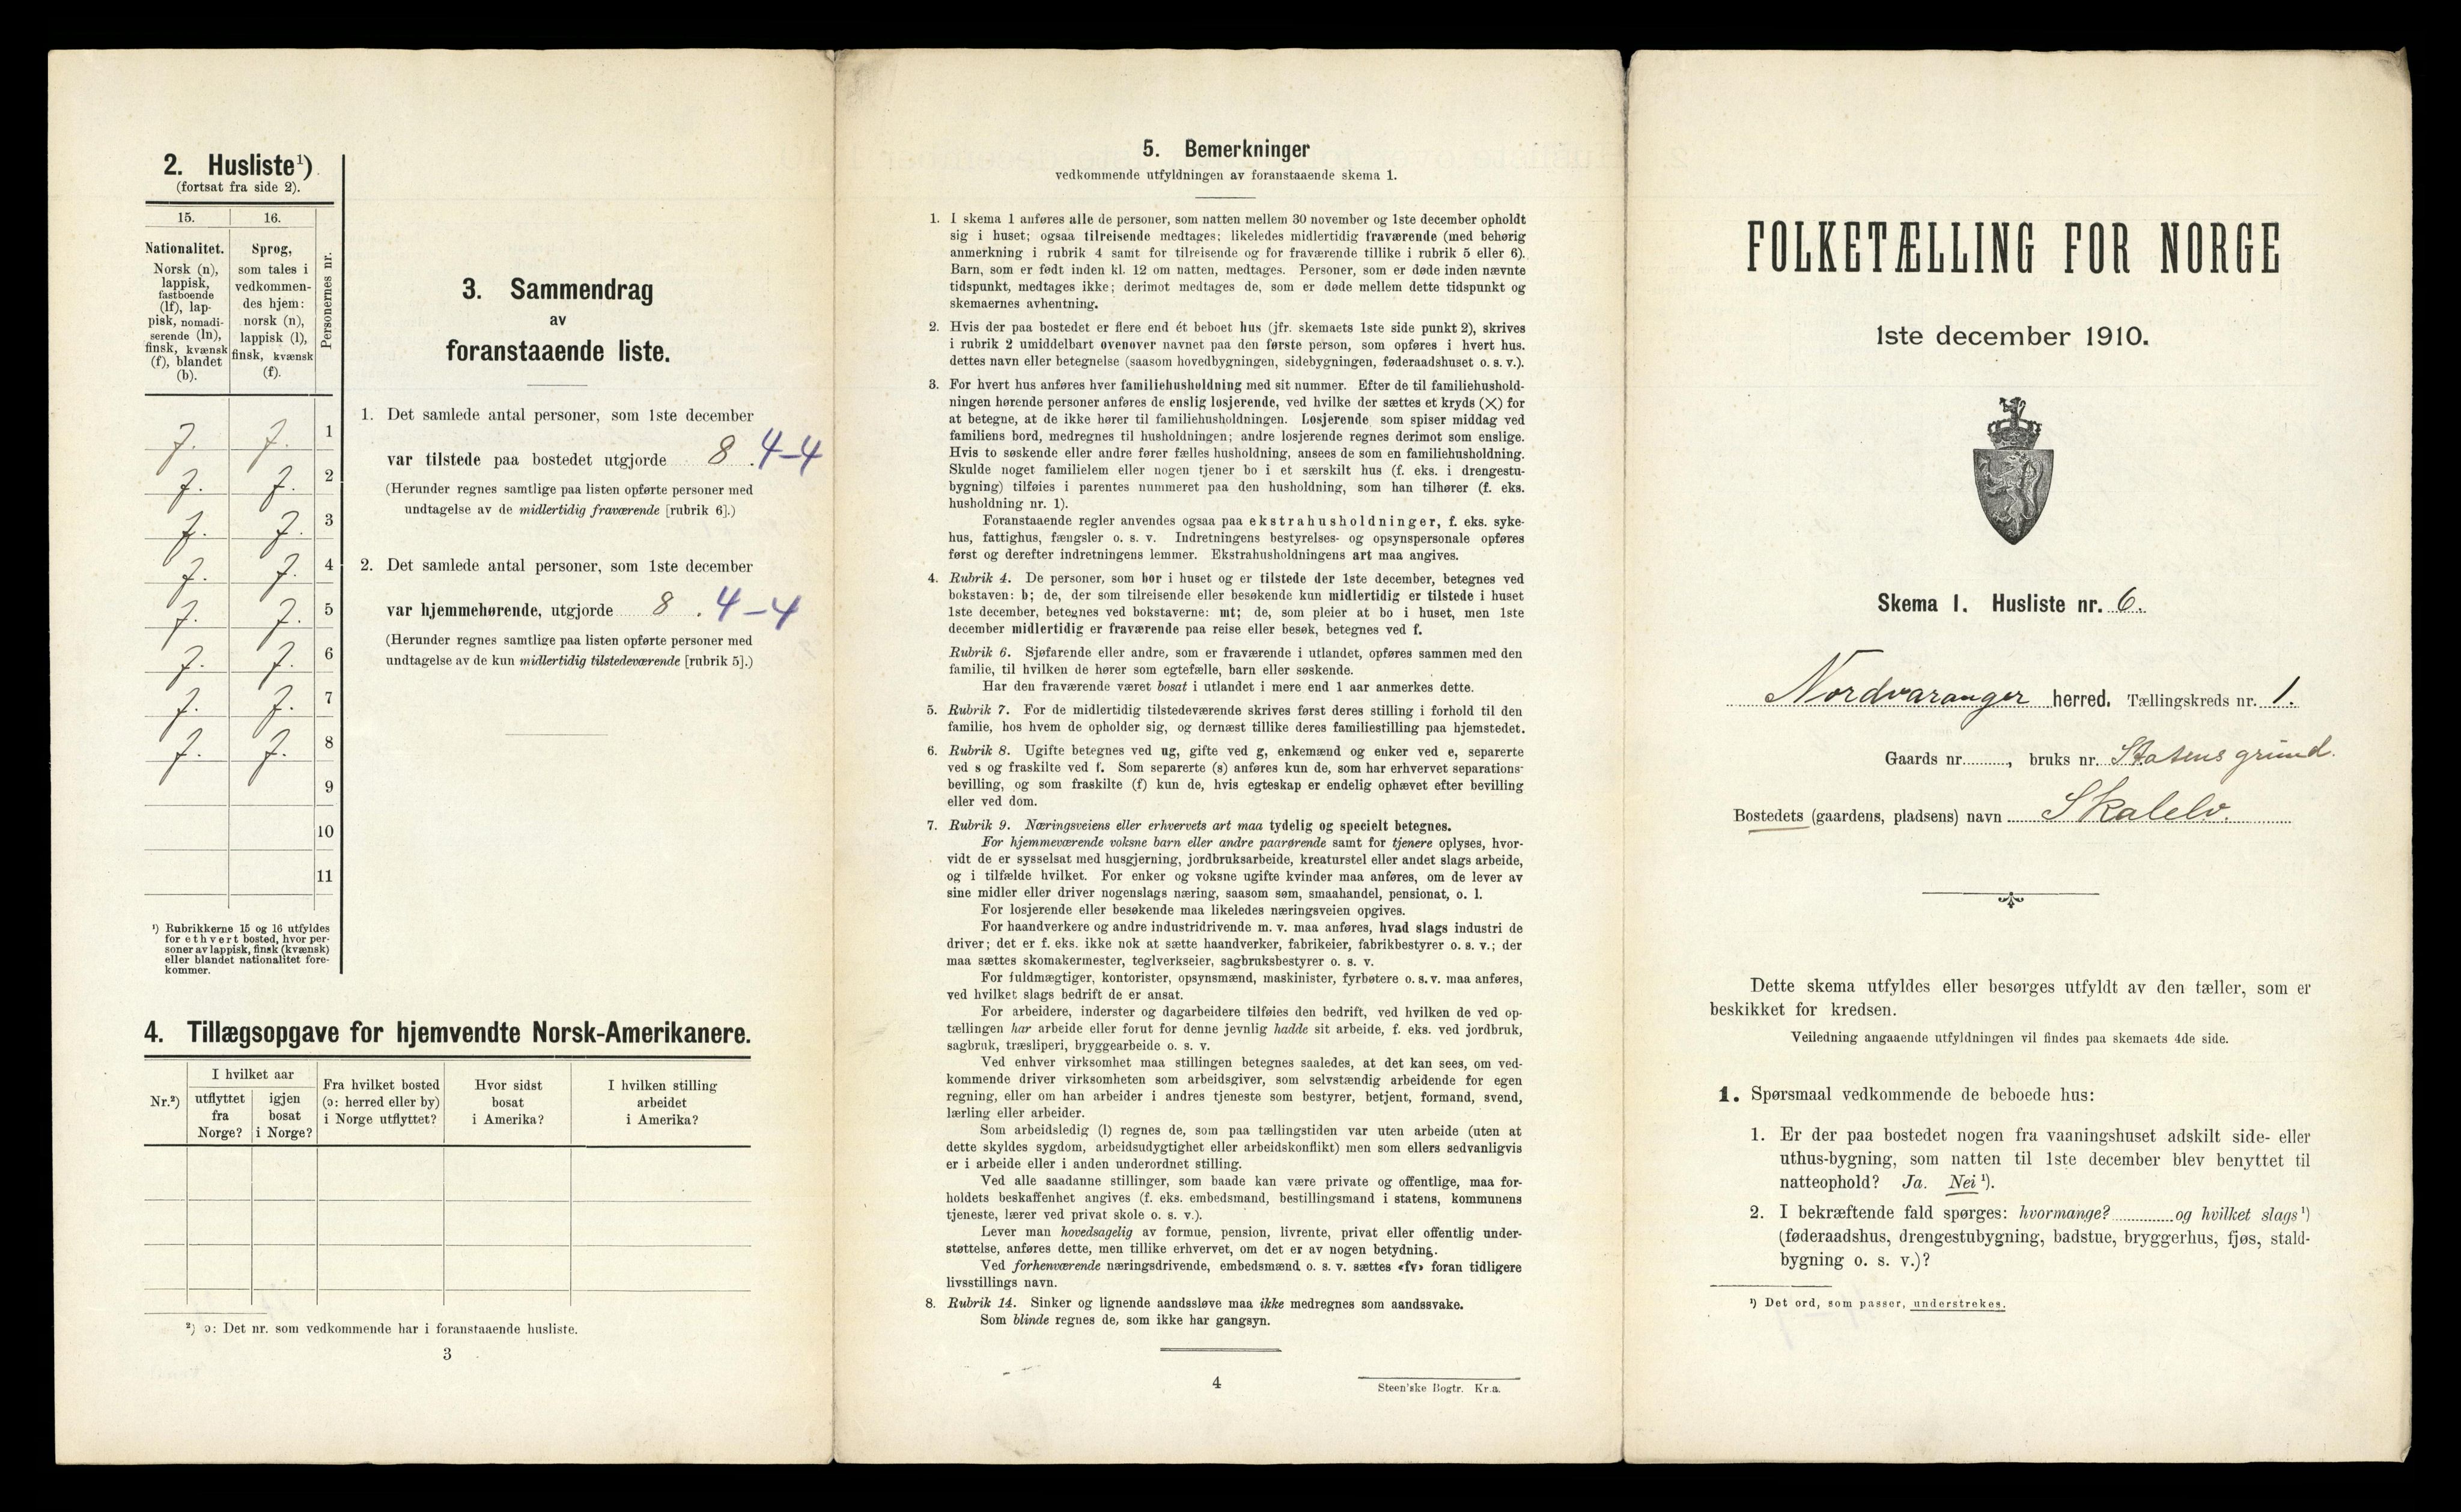 2. Husliste¹)
(fortsat fra side 2).
15. 16. Personernes nr.
Nationalitet.
Norsk (n),
lappisk,
fastboende
(lf), lap-
pisk, nomadi-
serende (ln),
finsk, kvænsk
(f), blandet
(b).
Sprog,
som tales i
vedkommen-
des hjem:
norsk (n),
lappisk (l),
finsk, kvænsk
(f).
f. f. 1
f. f. 2
f. f. 3
f. f. 4
f. f. 5
f. f. 6
f. f. 7
f. f. 8
9
10
11
¹) Rubrikkerne 15 og 16 utfyldes
for ethvert bosted, hvor per-
soner av lappisk, finsk (kvænsk)
eller blandet nationalitet fore-
kommer.
3. Sammendrag
av
foranstaaende liste.
1. Det samlede antal personer, som 1ste december
var tilstede paa bostedet utgjorde 8. 4-4
(Herunder regnes samtlige paa listen opførte personer med
undtagelse av de midlertidig fraværende [rubrik 6].)
2. Det samlede antal personer, som 1ste december
var hjemmehørende, utgjorde 8. 4-4
(Herunder regnes samtlige paa listen opførte personer med
undtagelse av de kun midlertidig tilstedeværende [rubrik 5].)
4. Tillægsopgave for hjemvendte Norsk-Amerikanere.
Nr.²)
I hvilket aar
utflyttet
fra
Norge?
igjen
bosat
i Norge?
Fra hvilket bosted
(ɔ: herred eller by)
i Norge utflyttet?
Hvor sidst
bosat
i Amerika?
I hvilken stilling
arbeidet
i Amerika?
²) ɔ: Det nr. som vedkommende har i foranstaaende husliste.
3
5. Bemerkninger
vedkommende utfyldningen av foranstaaende skema 1.
1. I skema 1 anføres alle de personer, som natten mellem 30 november og 1ste december opholdt
sig i huset; ogsaa tilreisende medtages; likeledes midlertidig fraværende (med behørig
anmerkning i rubrik 4 samt for tilreisende og for fraværende tillike i rubrik 5 eller 6).
Barn, som er født inden kl. 12 om natten, medtages. Personer, som er døde inden nævnte
tidspunkt, medtages ikke; derimot medtages de, som er døde mellem dette tidspunkt og
skemaernes avhentning.
2. Hvis der paa bostedet er flere end ét beboet hus (jfr. skemaets 1ste side punkt 2), skrives
i rubrik 2 umiddelbart ovenover navnet paa den første person, som opføres i hvert hus.
dettes navn eller betegnelse (saasom hovedbygningen, sidebygningen, føderaadshuset o. s. v.).
3. For hvert hus anføres hver familiehusholdning med sit nummer. Efter de til familiehushold-
ningen hørende personer anføres de enslig losjerende, ved hvilke der sættes et kryds (×) for
at betegne, at de ikke hører til familiehusholdningen. Losjerende som spiser middag ved
familiens bord, medregnes til husholdningen; andre losjerende regnes derimot som enslige.
Hvis to søskende eller andre fører fælles husholdning, ansees de som en familiehusholdning.
Skulde noget familielem eller nogen tjener bo i et særskilt hus (f. eks. i drengestu-
bygning) tilføies i parentes nummeret paa den husholdning, som han tilhører (f. eks.
husholdning nr. 1).
Foranstaaende regler anvendes ogsaa paa ekstrahusholdninger, f. eks. syke-
hus, fattighus, fængsler o. s. v. Indretningens bestyrelses- og opsynspersonale opføres
først og derefter indretningens lemmer. Ekstrahusholdningens art maa angives.
4. Rubrik 4. De personer, som bor i huset og er tilstede der 1ste december, betegnes ved
bokstaven: b; de, der som tilreisende eller besøkende kun midlertidig er tilstede i huset
1ste december, betegnes ved bokstaverne: mt; de, som pleier at bo i huset, men 1ste
december midlertidig er fraværende paa reise eller besøk, betegnes ved f.
Rubrik 6. Sjøfarende eller andre, som er fraværende i utlandet, opføres sammen med den
familie, til hvilken de hører som egtefælle, barn eller søskende.
Har den fraværende været bosat i utlandet i mere end 1 aar anmerkes dette.
5. Rubrik 7. For de midlertidig tilstedeværende skrives først deres stilling i forhold til den
familie, hos hvem de opholder sig, og dernæst tillike deres familiestilling paa hjemstedet.
6. Rubrik 8. Ugifte betegnes ved ug, gifte ved g, enkemænd og enker ved e, separerte
ved s og fraskilte ved f. Som separerte (s) anføres kun de, som har erhvervet separations-
bevilling, og som fraskilte (f) kun de, hvis egteskap er endelig ophævet efter bevilling
eller ved dom.
7. Rubrik 9. Næringsveiens eller erhvervets art maa tydelig og specielt betegnes.
For hjemmeværende voksne barn eller andre paarørende samt for tjenere oplyses, hvor-
vidt de er sysselsat med husgjerning, jordbruksarbeide, kreaturstel eller andet slags arbeide,
og i tilfælde hvilket. For enker og voksne ugifte kvinder maa anføres, om de lever av
sine midler eller driver nogenslags næring, saasom søm, smaahandel, pensionat, o. l.
For losjerende eller besøkende maa likeledes næringsveien opgives.
For haandverkere og andre industridrivende m. v. maa anføres, hvad slags industri de
driver; det er f. eks. ikke nok at sætte haandverker, fabrikeier, fabrikbestyrer o. s. v.; der
maa sættes skomakermester, teglverkseier, sagbruksbestyrer o. s. v.
For fuldmægtiger, kontorister, opsynsmænd, maskinister, fyrbøtere o. s. v. maa anføres,
ved hvilket slags bedrift de er ansat.
For arbeidere, inderster og dagarbeidere tilføies den bedrift, ved hvilken de ved op-
tællingen har arbeide eller forut for denne jevnlig hadde sit arbeide, f. eks. ved jordbruk,
sagbruk, træsliperi, bryggearbeide o. s. v.
Ved enhver virksomhet maa stillingen betegnes saaledes, at det kan sees, om ved-
kommende driver virksomheten som arbeidsgiver, som selvstændig arbeidende for egen
regning, eller om han arbeider i andres tjeneste som bestyrer, betjent, formand, svend,
lærling eller arbeider.
Som arbeidsledig (l) regnes de, som paa tællingstiden var uten arbeide (uten at
dette skyldes sygdom, arbeidsudygtighet eller arbeidskonflikt) men som ellers sedvanligvis
er i arbeide eller i anden underordnet stilling.
Ved alle saadanne stillinger, som baade kan være private og offentlige, maa for-
holdets beskaffenhet angives (f. eks. embedsmand, bestillingsmand i statens, kommunens
tjeneste, lærer ved privat skole o. s. v.).
Lever man hovedsagelig av formue, pension, livrente, privat eller offentlig under-
støttelse, anføres dette, men tillike erhvervet, om det er av nogen betydning.
Ved forhenværende næringsdrivende, embedsmænd o. s. v. sættes «fv» foran tidligere
livsstillings navn.
8. Rubrik 14. Sinker og lignende aandssløve maa ikke medregnes som aandssvake.
Som blinde regnes de, som ikke har gangsyn.
4
Steen'ske Bogtr. Kr.a.
FOLKETÆLLING FOR NORGE
1ste december 1910.
Skema 1. Husliste nr. 6.
Nordvaranger herred. Tællingskreds nr. 1.
Gaards nr. , bruks nr. Statens grund.
Bostedets (gaardens, pladsens) navn Skalelv.
Dette skema utfyldes eller besørges utfyldt av den tæller, som er
beskikket for kredsen.
Veiledning angaaende utfyldningen vil findes paa skemaets 4de side.
1. Spørsmaal vedkommende de beboede hus:
1. Er der paa bostedet nogen fra vaaningshuset adskilt side- eller
uthus-bygning, som natten til 1ste december blev benyttet til
natteophold? Ja. Nei¹).
2. I bekræftende fald spørges: hvormange? og hvilket slags¹)
(føderaadshus, drengestubygning, badstue, bryggerhus, fjøs, stald-
bygning o. s. v.)?
¹) Det ord, som passer, understrekes.